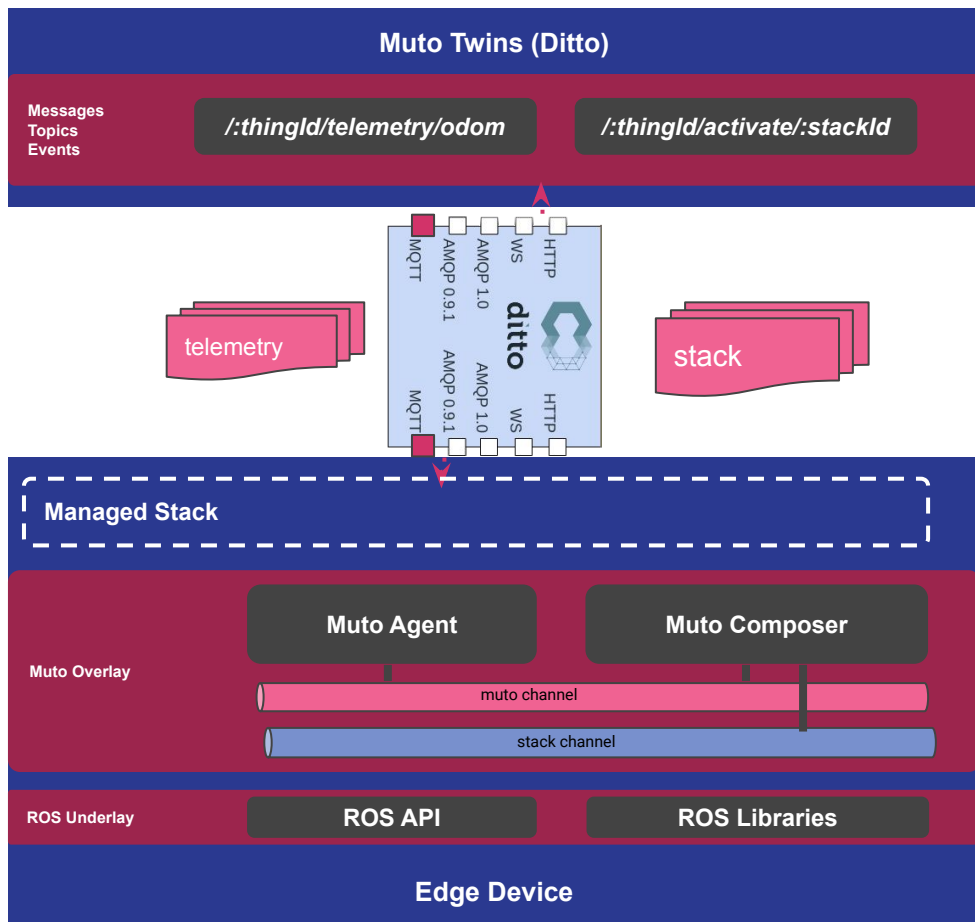 Muto Twins (Ditto)
Messages
Topics
Events
/:thingId/telemetry/odom
/:thingId/activate/:stackId
MQTT
AMQP 0.9.1
AMQP 1.0
WS
HTTP
telemetry
ditto
stack
MQTT
AMQP 0.9.1
AMQP 1.0
WS
HTTP
Managed Stack
Muto Agent
Muto Composer
Muto Overlay
muto channel
stack channel
ROS Underlay
ROS API
ROS Libraries
Edge Device